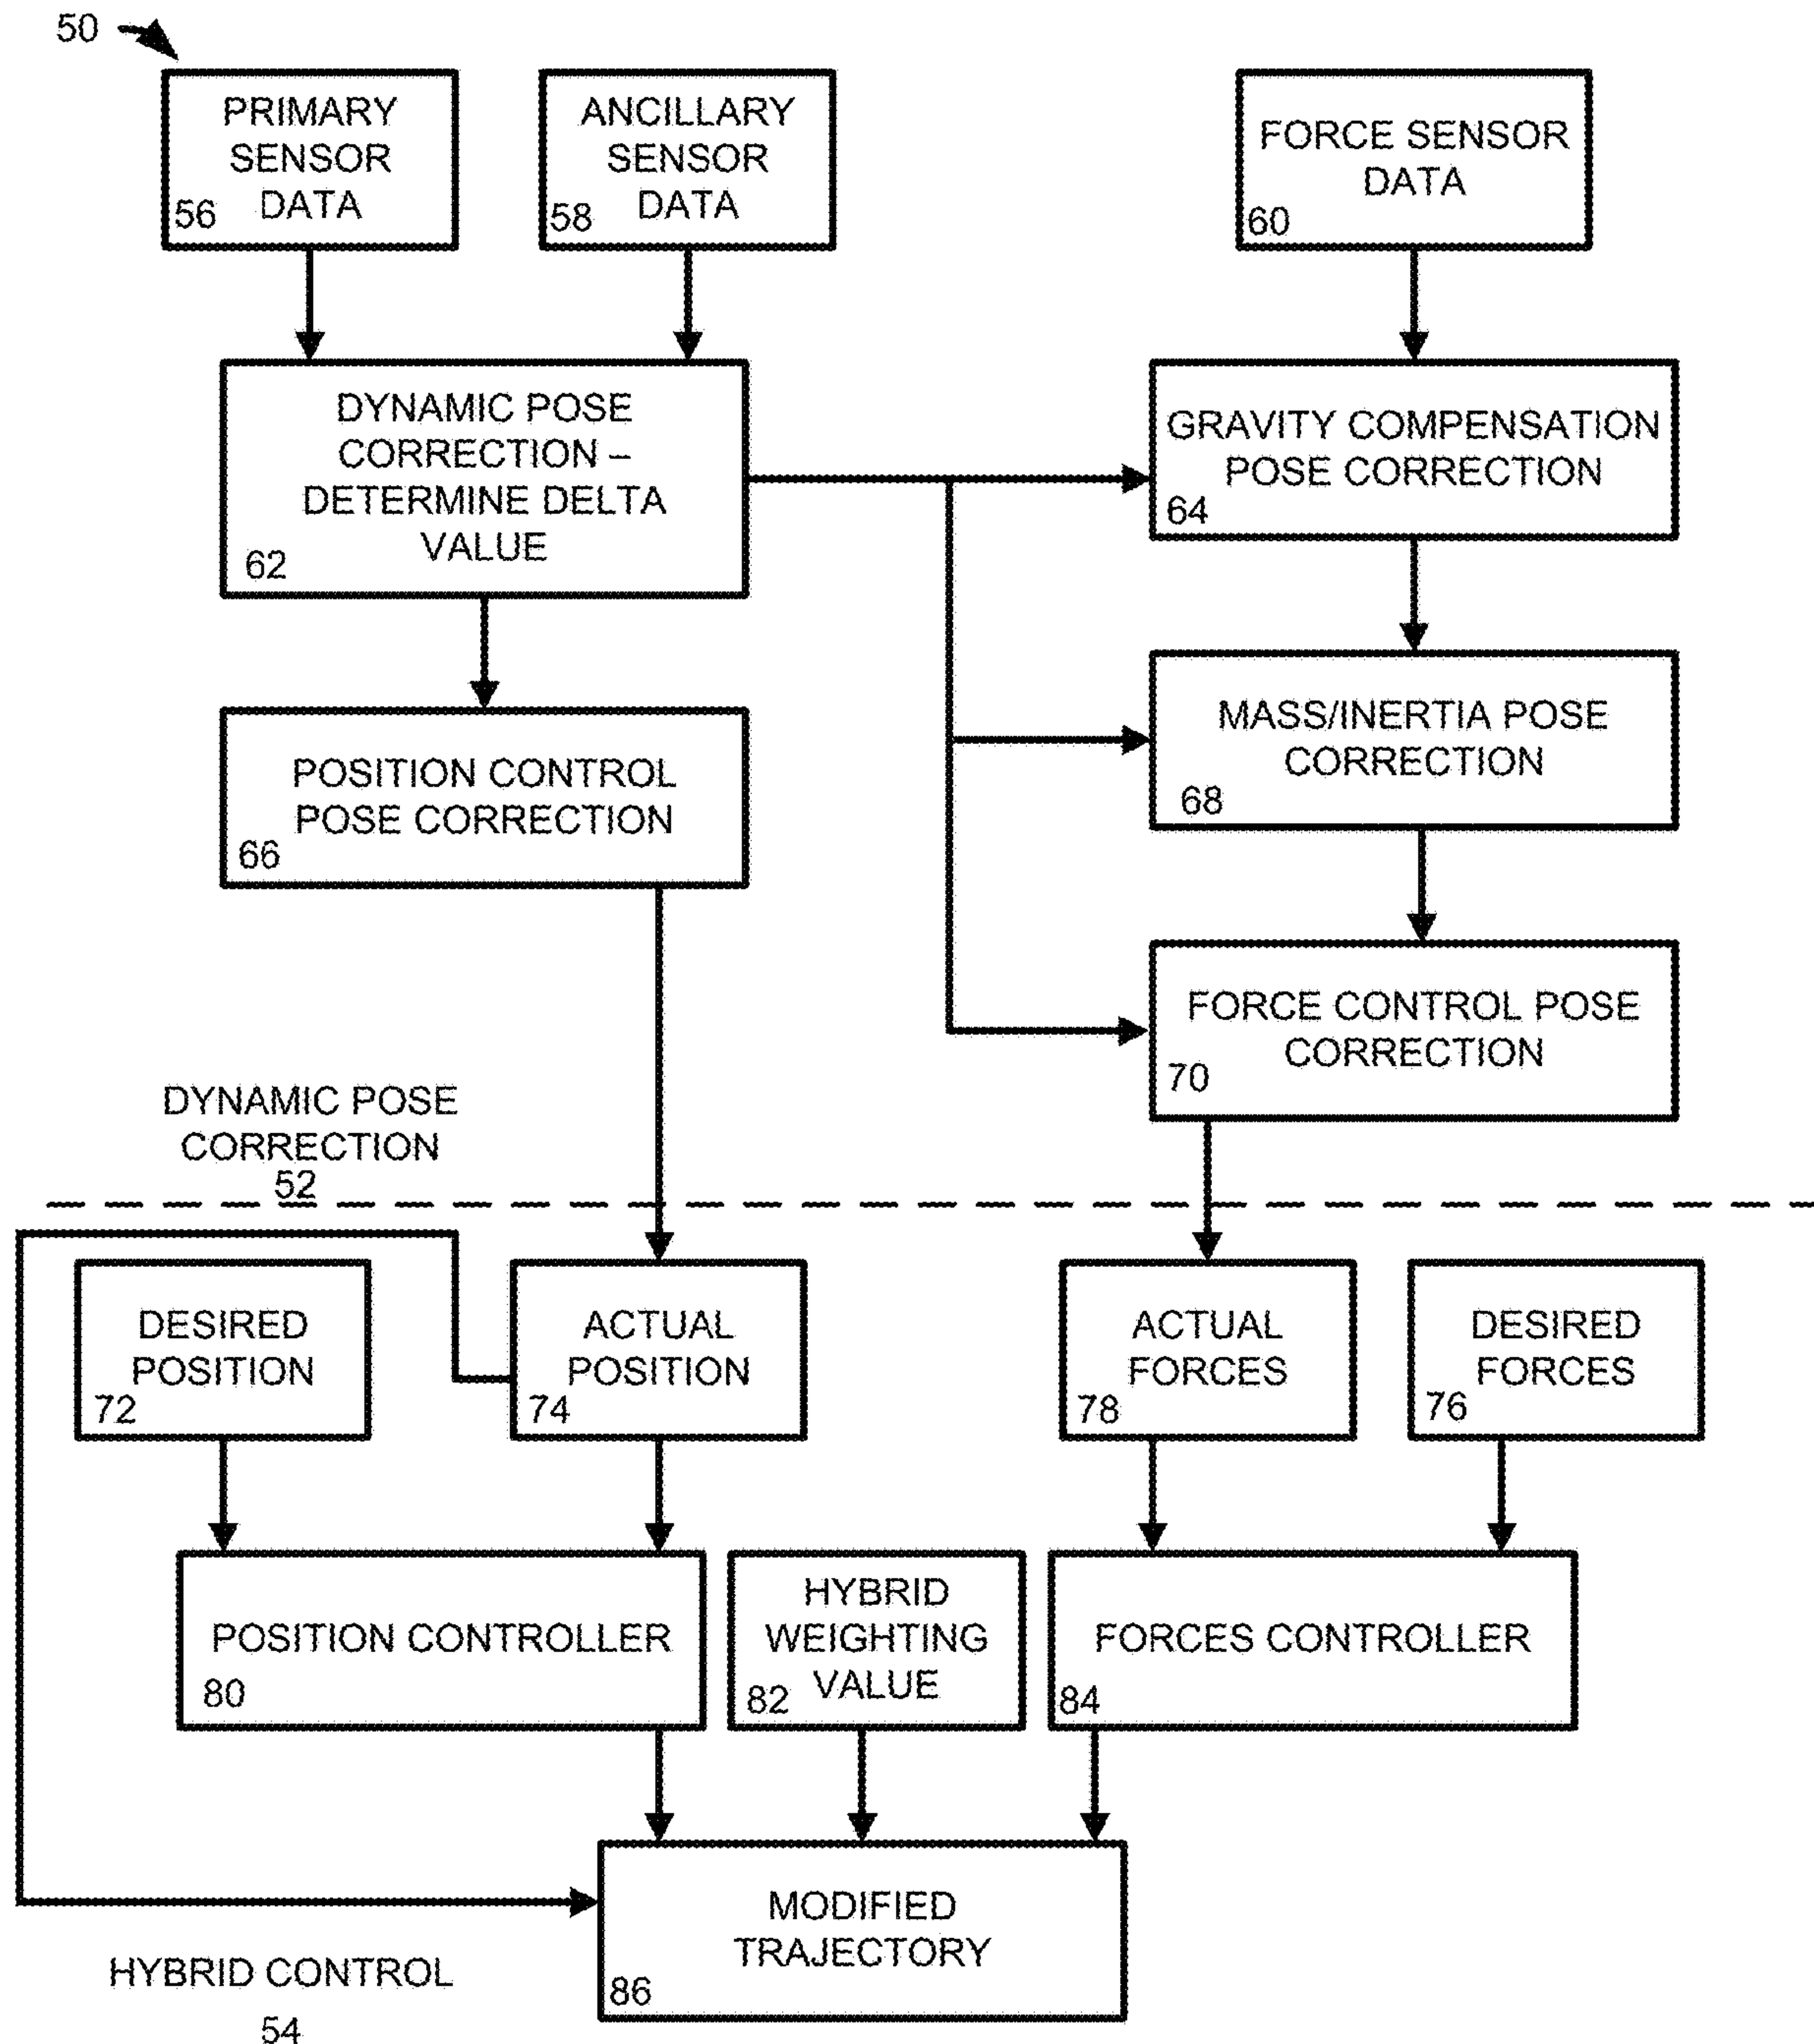 50
PRIMARY
SENSOR
DATA
56
ANCILLARY
SENSOR
DATA
58
FORCE SENSOR
DATA
60
DYNAMIC POSE
CORRECTION –
DETERMINE DELTA
VALUE
62
GRAVITY COMPENSATION
POSE CORRECTION
64
POSITION CONTROL
POSE CORRECTION
66
MASS/INERTIA POSE
CORRECTION
68
FORCE CONTROL POSE
CORRECTION
70
DYNAMIC POSE
CORRECTION
52
DESIRED
POSITION
72
ACTUAL
POSITION
74
ACTUAL
FORCES
78
DESIRED
FORCES
76
POSITION CONTROLLER
80
HYBRID
WEIGHTING
VALUE
82
FORCES CONTROLLER
84
MODIFIED
TRAJECTORY
86
HYBRID CONTROL
54